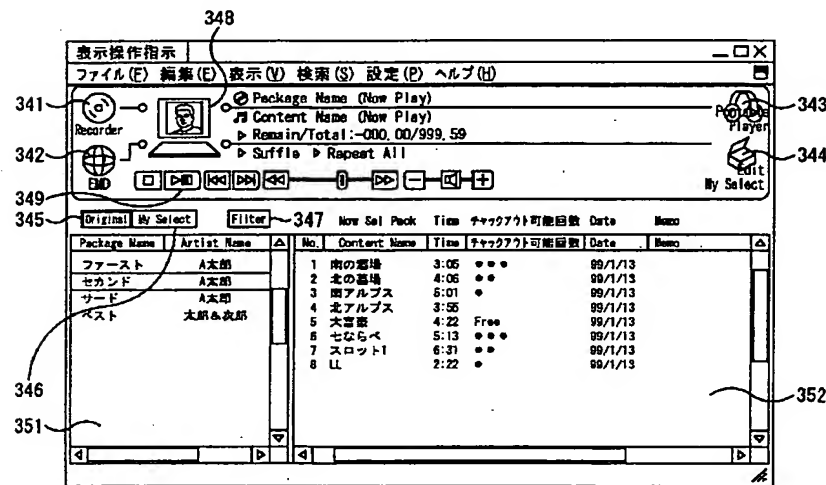 348
表示操作指示
ファイル(F) 編集(E) 表示(V) 検索(S) 設定(P) ヘルプ(H)
341
Recorder
Package Name (Now Play)
Content Name (Now Play)
Remain/Total:-000.00/999.59
Suffle Rapest All
343
Player
342
EMD
344
Edit
My Select
349
345
Original
My Select
Filter
347
Now Sel Pack Time チャックアウト可能回数 Date Memo
Package Name Artist Name
No. Content Name Time チャックアウト可能回数 Date Memo
ファースト A太郎
セカンド A太郎
サード A太郎
ベスト 太郎&次郎
1 南の酒場 3:05 ●●● 99/1/13
2 北の墓場 4:06 ●● 99/1/13
3 南アルプス 5:01 ● 99/1/13
4 北アルプス 3:55 99/1/13
5 大富豪 4:22 Free 99/1/13
6 七ならべ 5:13 ●●● 99/1/13
7 スロット1 6:31 ●● 99/1/13
8 LL 2:22 ● 99/1/13
346
351
352